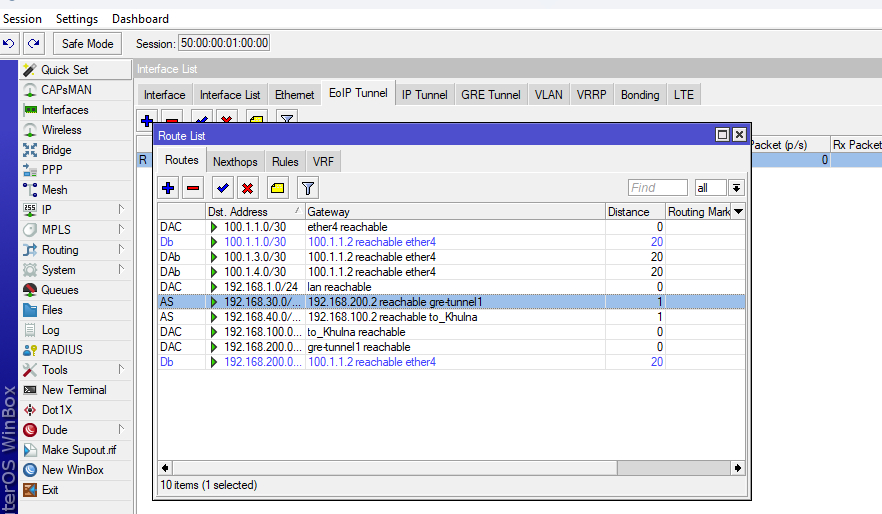 Session Settings Dashboard
Safe Mode Session: 50:00:00:01:00:00
Quick Set
CAPsMAN
Interfaces
Wireless
Bridge
PPP
Mesh
IP
MPLS
Routing
System
Queues
Files
Log
RADIUS
Tools
New Terminal
Dot1X
Dude
Make Supout.rif
New WinBox
Exit
terOS WinBox
Interface List
Interface Interface List Ethernet EoIP Tunnel IP Tunnel GRE Tunnel VLAN VRRP Bonding LTE
Packet (p/s) Rx Packet
R 0
Route List
Routes Nexthops Rules VRF
Find all
Dst. Address / Gateway Distance Routing Mark
DAC 100.1.1.0/30 ether4 reachable 0
Db 100.1.1.0/30 100.1.1.2 reachable ether4 20
DAb 100.1.3.0/30 100.1.1.2 reachable ether4 20
DAb 100.1.4.0/30 100.1.1.2 reachable ether4 20
DAC 192.168.1.0/24 lan reachable 0
AS 192.168.30.0/... 192.168.200.2 reachable gre-tunnel1 1
AS 192.168.40.0/... 192.168.100.2 reachable to_Khulna 1
DAC 192.168.100.0... to_Khulna reachable 0
DAC 192.168.200.0... gre-tunnel1 reachable 0
Db 192.168.200.0... 100.1.1.2 reachable ether4 20
10 items (1 selected)